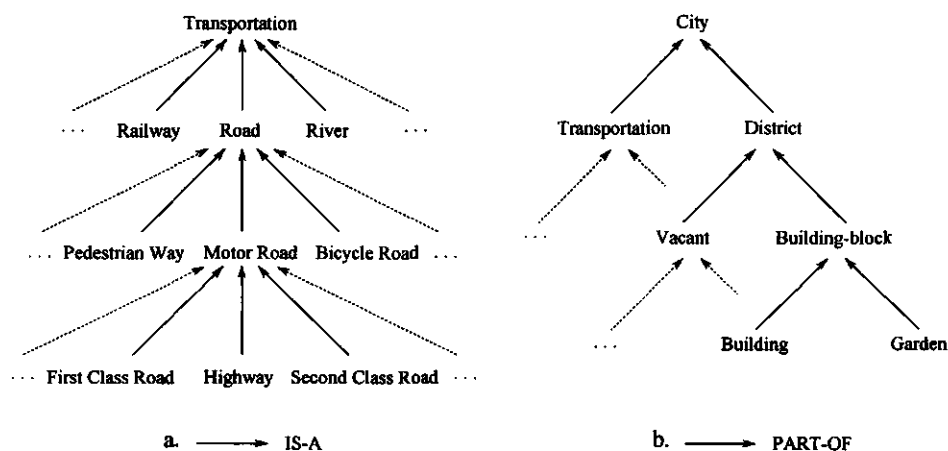 Transportation
... Railway Road River ...
... Pedestrian Way Motor Road Bicycle Road ...
... First Class Road Highway Second Class Road ...
a. IS-A
City
Transportation District
... Vacant Building-block
... Building Garden
b. PART-OF